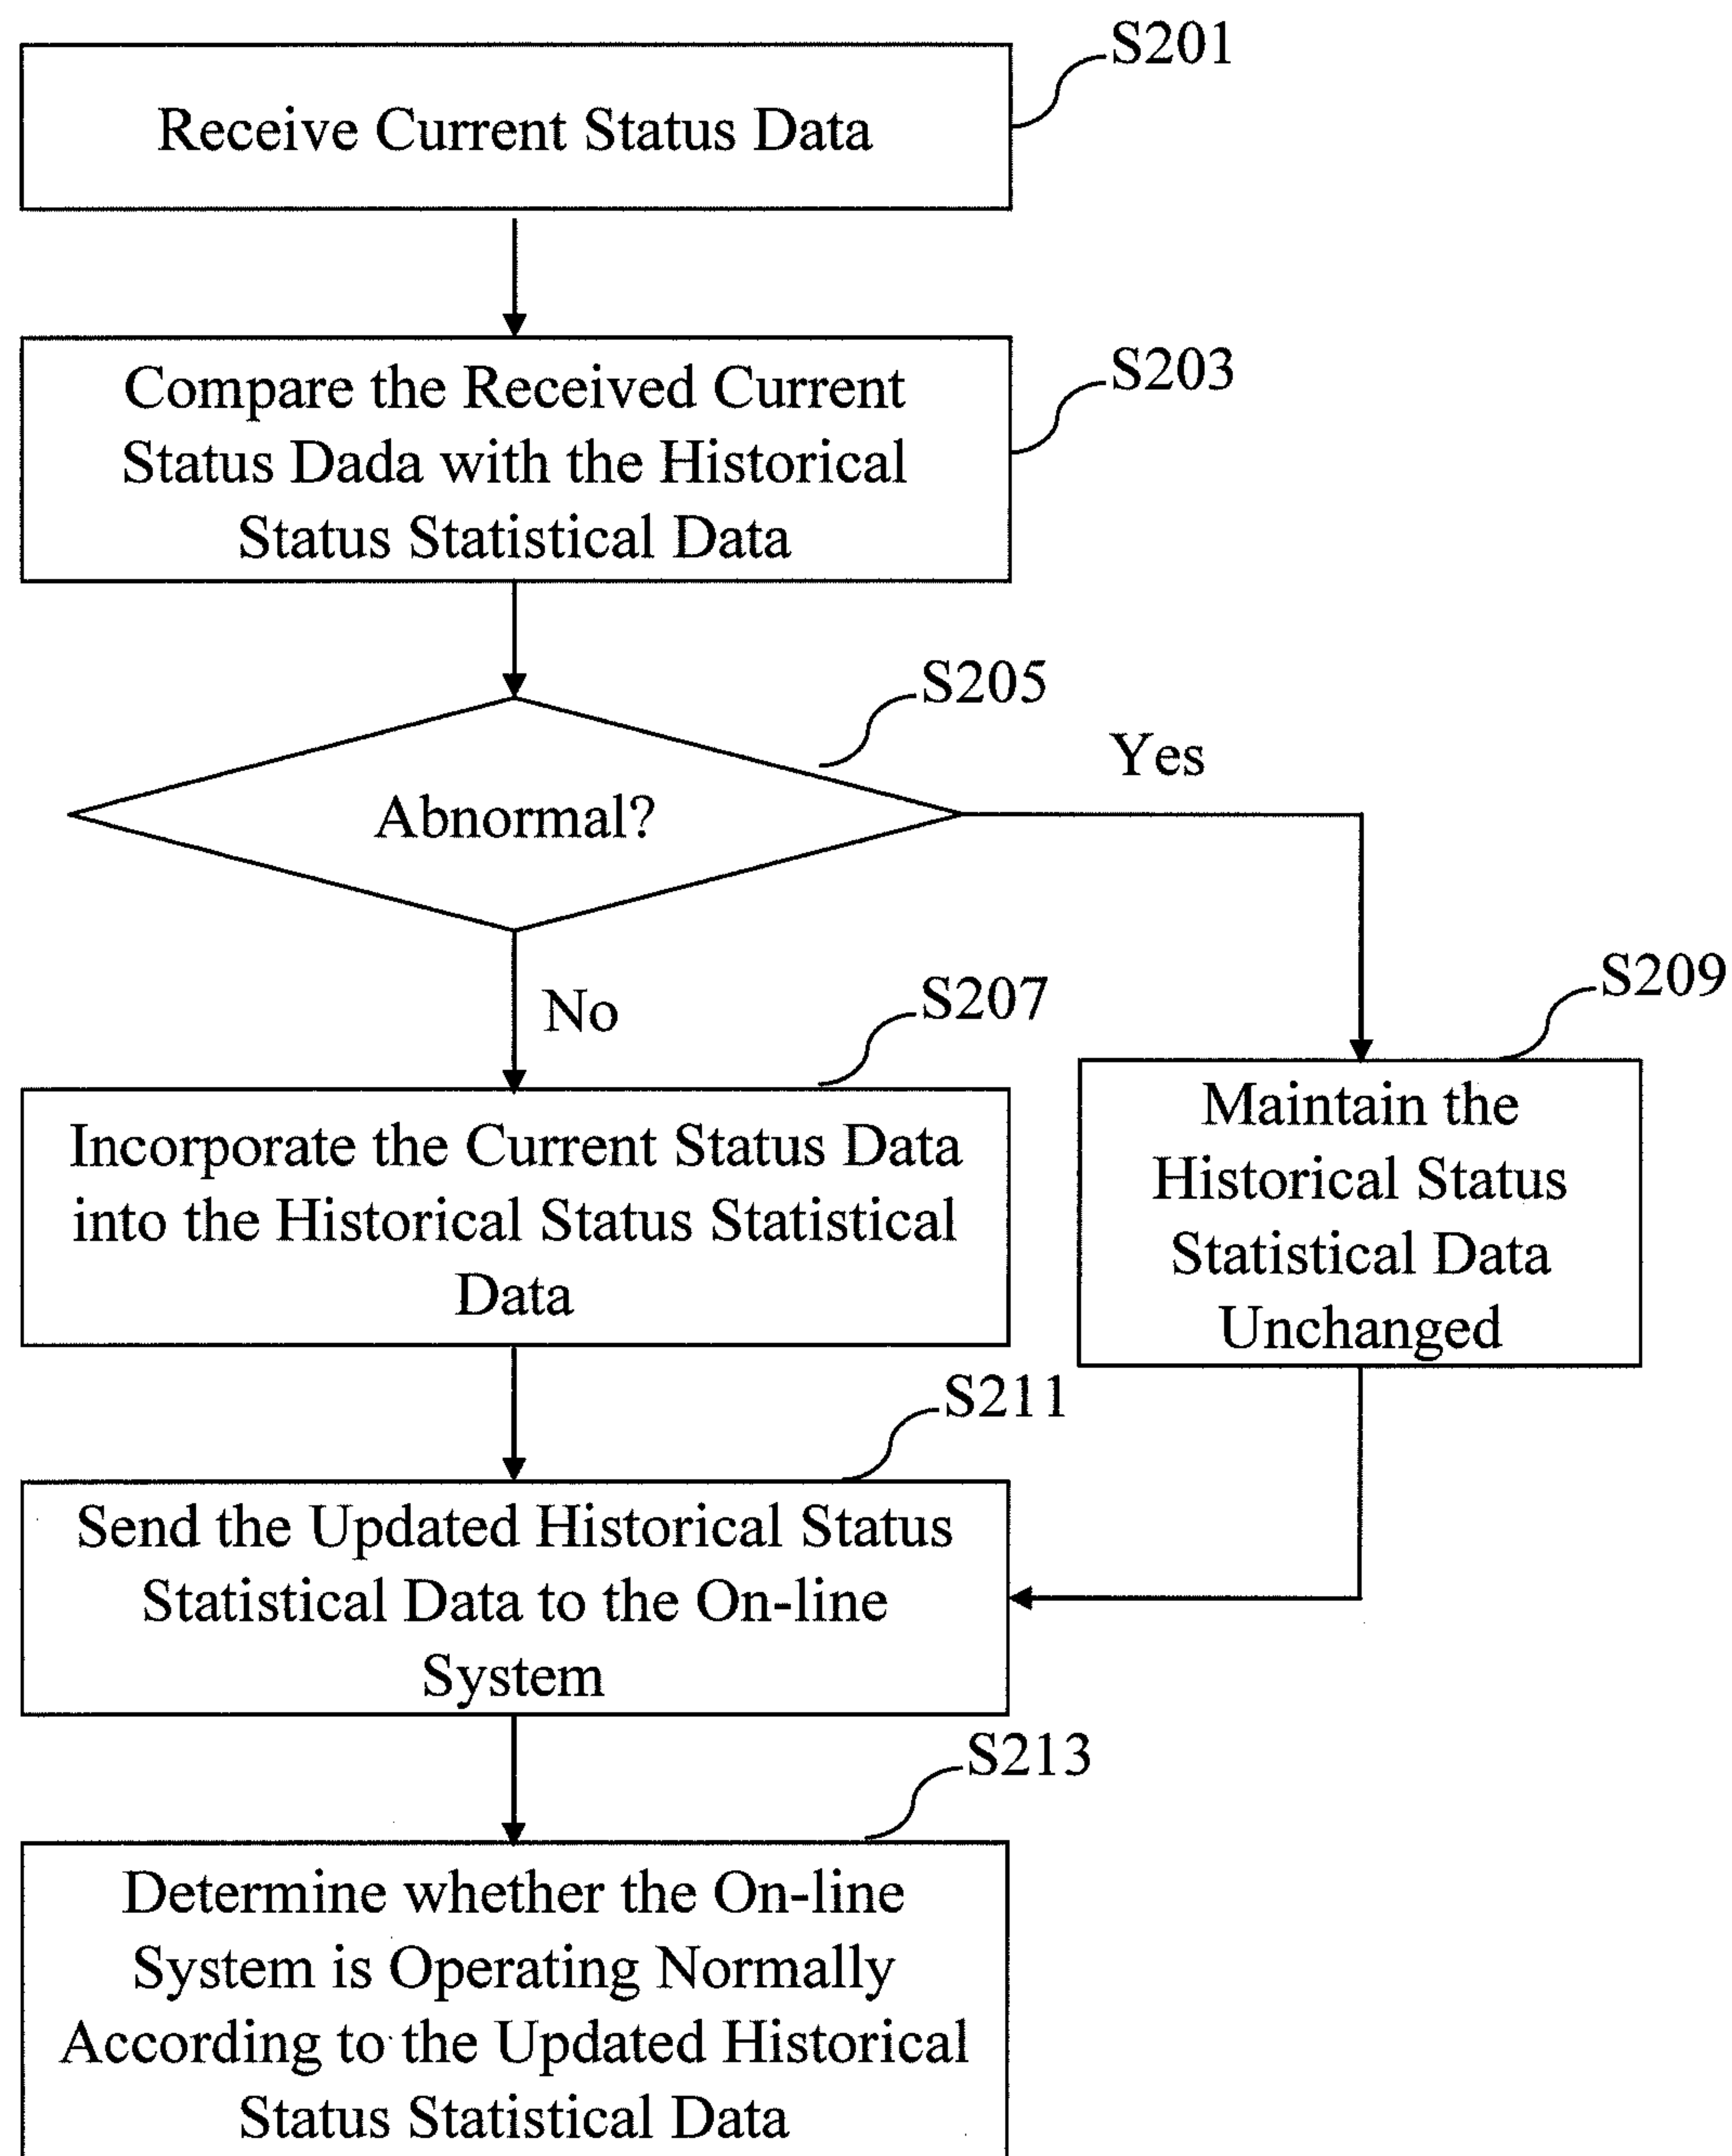 S201
Receive Current Status Data
S203
Compare the Received Current
Status Dada with the Historical
Status Statistical Data
S205
Yes
Abnormal?
S209
No
S207
Maintain the
Historical Status
Statistical Data
Unchanged
Incorporate the Current Status Data
into the Historical Status Statistical
Data
S211
Send the Updated Historical Status
Statistical Data to the On-line
System
S213
Determine whether the On-line
System is Operating Normally
According to the Updated Historical
Status Statistical Data